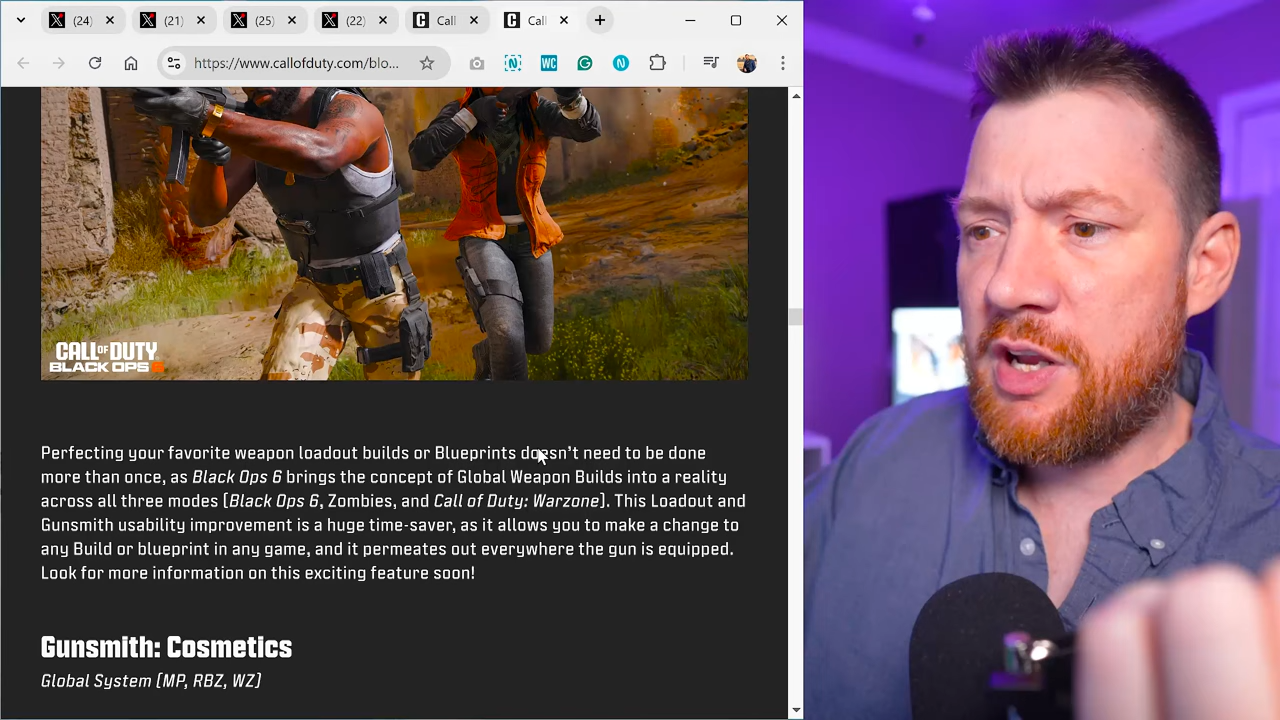 (24)
(21)
(25)
(22)
Call
Call
https://www.callofduty.com/blo...
WC
CALL OF DUTY
BLACK OPS 6
Perfecting your favorite weapon loadout builds or Blueprints doesn't need to be done
more than once, as Black Ops 6 brings the concept of Global Weapon Builds into a reality
across all three modes [Black Ops 6, Zombies, and Call of Duty: Warzone]. This Loadout and
Gunsmith usability improvement is a huge time-saver, as it allows you to make a change to
any Build or blueprint in any game, and it permeates out everywhere the gun is equipped.
Look for more information on this exciting feature soon!
Gunsmith: Cosmetics
Global System [MP, RBZ, WZ]